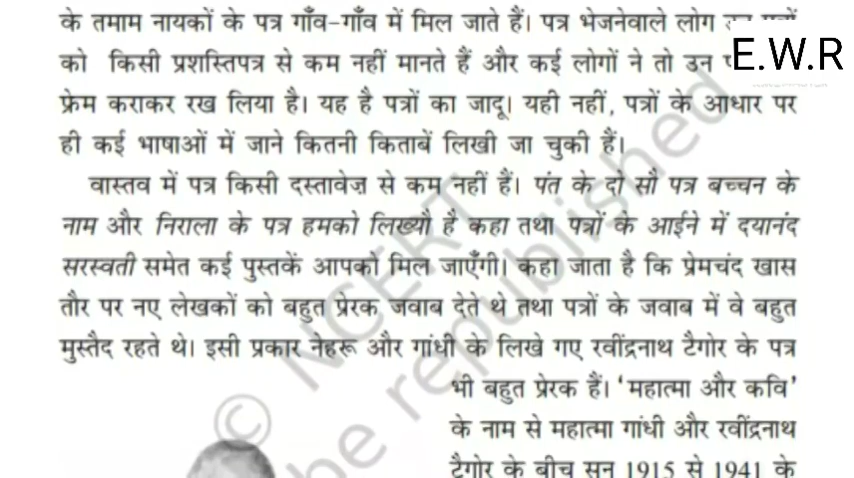 के तमाम नायकों के पत्र गाँव-गाँव में मिल जाते हैं। पत्र भेजनेवाले लोग
E.W.R
को किसी प्रशस्तिपत्र से कम नहीं मानते हैं और कई लोगों ने तो उन
फ्रेम कराकर रख लिया है। यह है पत्रों का जादू। यही नहीं, पत्रों के आधार पर
ही कई भाषाओं में जाने कितनी किताबें लिखी जा चुकी हैं।
वास्तव में पत्र किसी दस्तावेज़ से कम नहीं हैं। पंत के दो सौ पत्र बच्चन के
नाम और निराला के पत्र हमको लिख्यौ है कहा तथा पत्रों के आईने में दयानंद
सरस्वती समेत कई पुस्तकें आपको मिल जाएँगी। कहा जाता है कि प्रेमचंद खास
तौर पर नए लेखकों को बहुत प्रेरक जवाब देते थे तथा पत्रों के जवाब में वे बहुत
मुस्तैद रहते थे। इसी प्रकार नेहरू और गांधी के लिखे गए रवींद्रनाथ टैगोर के पत्र
भी बहुत प्रेरक हैं। 'महात्मा और कवि'
के नाम से महात्मा गांधी और रवींद्रनाथ
टैगोर के बीच सन् 1915 से 1941 के
© NCERT
be republished